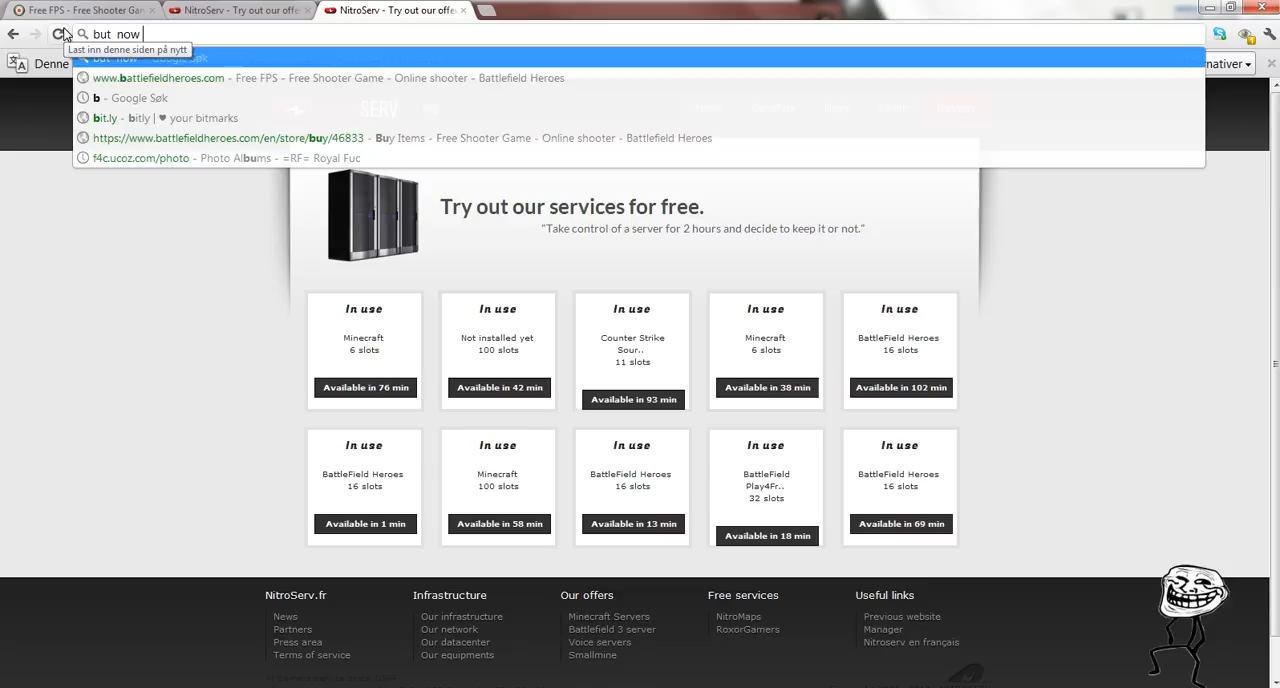 Free FPS - Free Shooter Gam
NitroServ - Try out our offe
NitroServ - Try out our offe
but  now
Last inn denne siden på nytt
Denne
but  now - Google Søk
nativer
www.battlefieldheroes.com - Free FPS - Free Shooter Game - Online shooter - Battlefield Heroes
b - Google Søk
bit.ly - bitly | ♥ your bitmarks
https://www.battlefieldheroes.com/en/store/buy/46833 - Buy Items - Free Shooter Game - Online shooter - Battlefield Heroes
f4c.ucoz.com/photo - Photo Albums - =RF= Royal Fuc
SERV
Try out our services for free.
"Take control of a server for 2 hours and decide to keep it or not."
In use
Minecraft
6 slots
Available in 76 min
In use
Not installed yet
100 slots
Available in 42 min
In use
Counter Strike
Sour..
11 slots
Available in 93 min
In use
Minecraft
6 slots
Available in 38 min
In use
BattleField Heroes
16 slots
Available in 102 min
In use
BattleField Heroes
16 slots
Available in 1 min
In use
Minecraft
100 slots
Available in 58 min
In use
BattleField Heroes
16 slots
Available in 13 min
In use
BattleField
Play4Fr..
32 slots
Available in 18 min
In use
BattleField Heroes
16 slots
Available in 69 min
NitroServ.fr
News
Partners
Press area
Terms of service
Infrastructure
Our infrastructure
Our network
Our datacenter
Our equipments
Our offers
Minecraft Servers
Battlefield 3 server
Voice servers
Smallmine
Free services
NitroMaps
RoxorGamers
Useful links
Previous website
Manager
Nitroserv en français